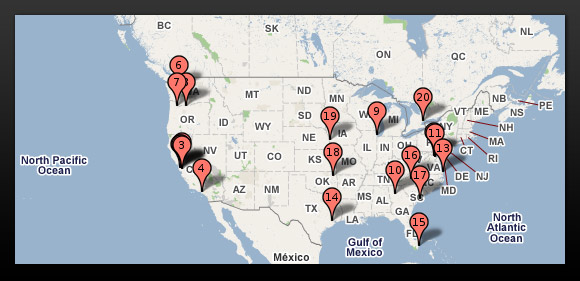 BC
SK
ON
QC
NL
NB
PE
NS
6
7
OR
ID
MT
WY
ND
SD
NE
MN
19
IA
9
MI
20
NY
VT
NH
MA
RI
CT
NJ
DE
MD
3
4
NV
UT
CO
AZ
NM
KS
18
MO
OK
AR
TX
14
LA
MS
AL
GA
TN
10
16
17
SC
IL
IN
OH
VA
11
13
15
FL
North Pacific
Ocean
North
Atlantic
Ocean
Gulf of
Mexico
México